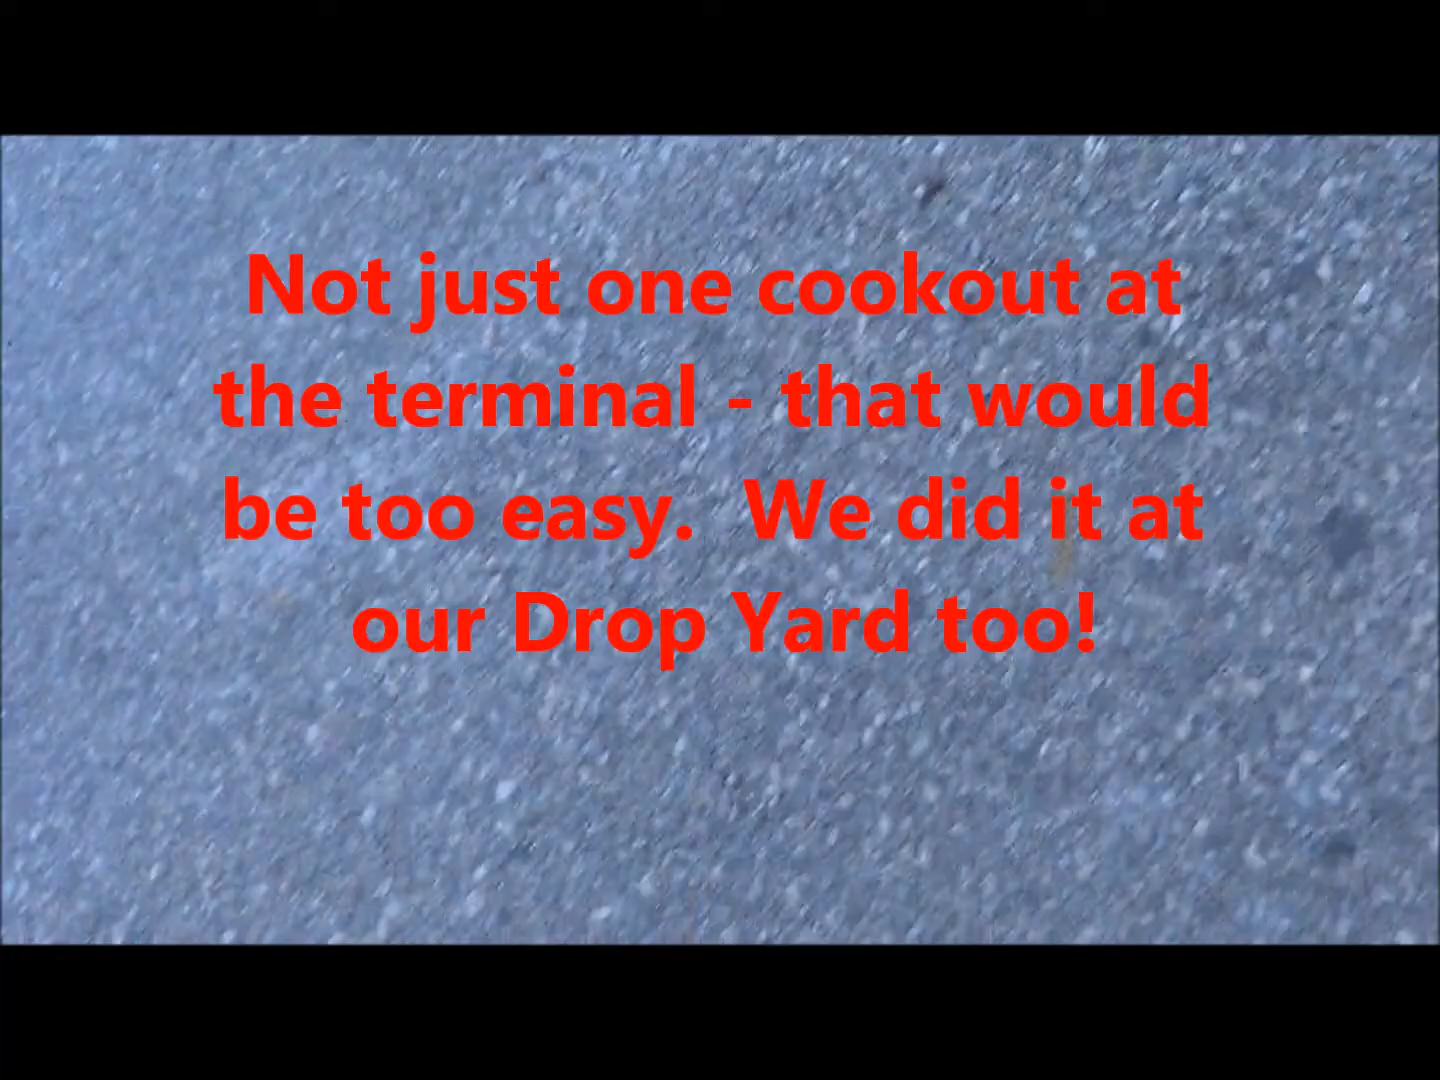 Not just one cookout at
the terminal - that would
be too easy.  We did it at
our Drop Yard too!